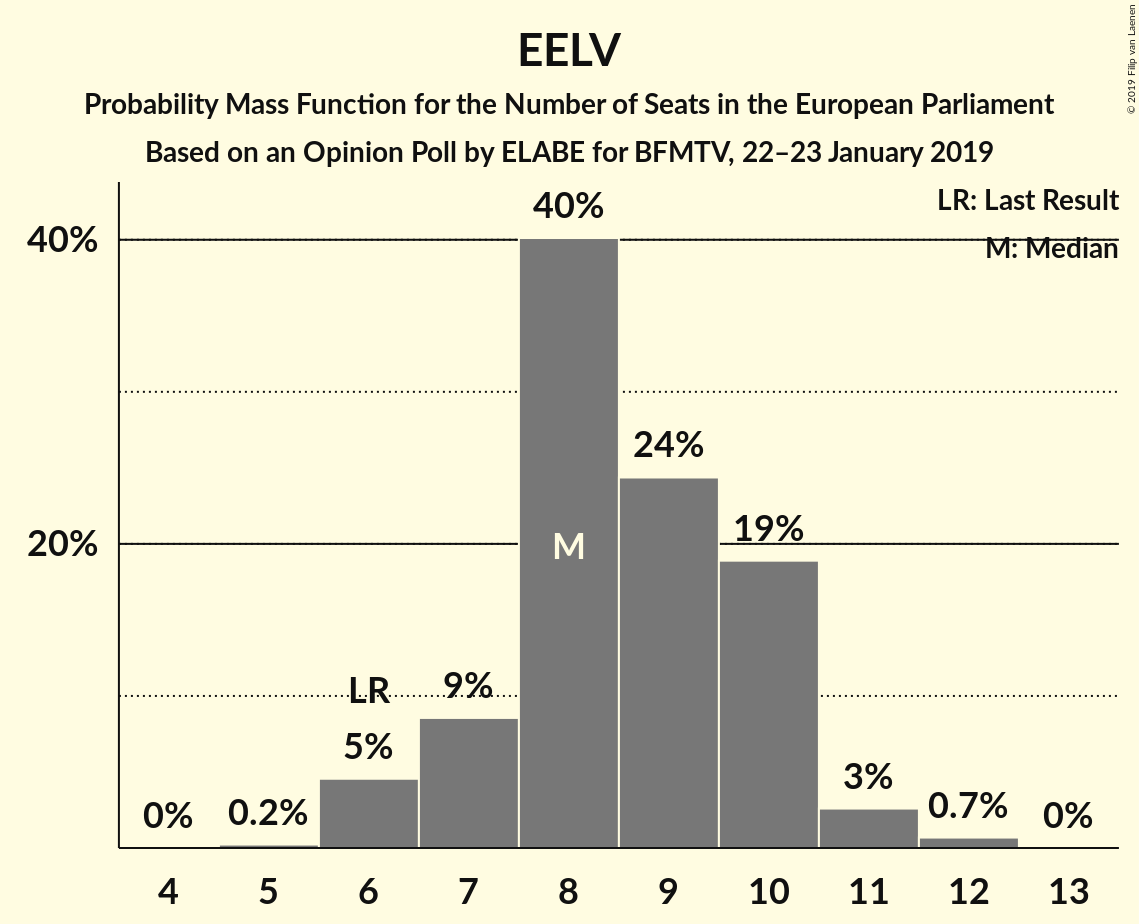 EELV
Probability Mass Function for the Number of Seats in the European Parliament
Based on an Opinion Poll by ELABE for BFMTV, 22–23 January 2019
© 2019 Filip van Laenen
LR: Last Result
M: Median
40%
20%
0%
0.2%
LR
5%
9%
40%
M
24%
19%
3%
0.7%
0%
4 5 6 7 8 9 10 11 12 13